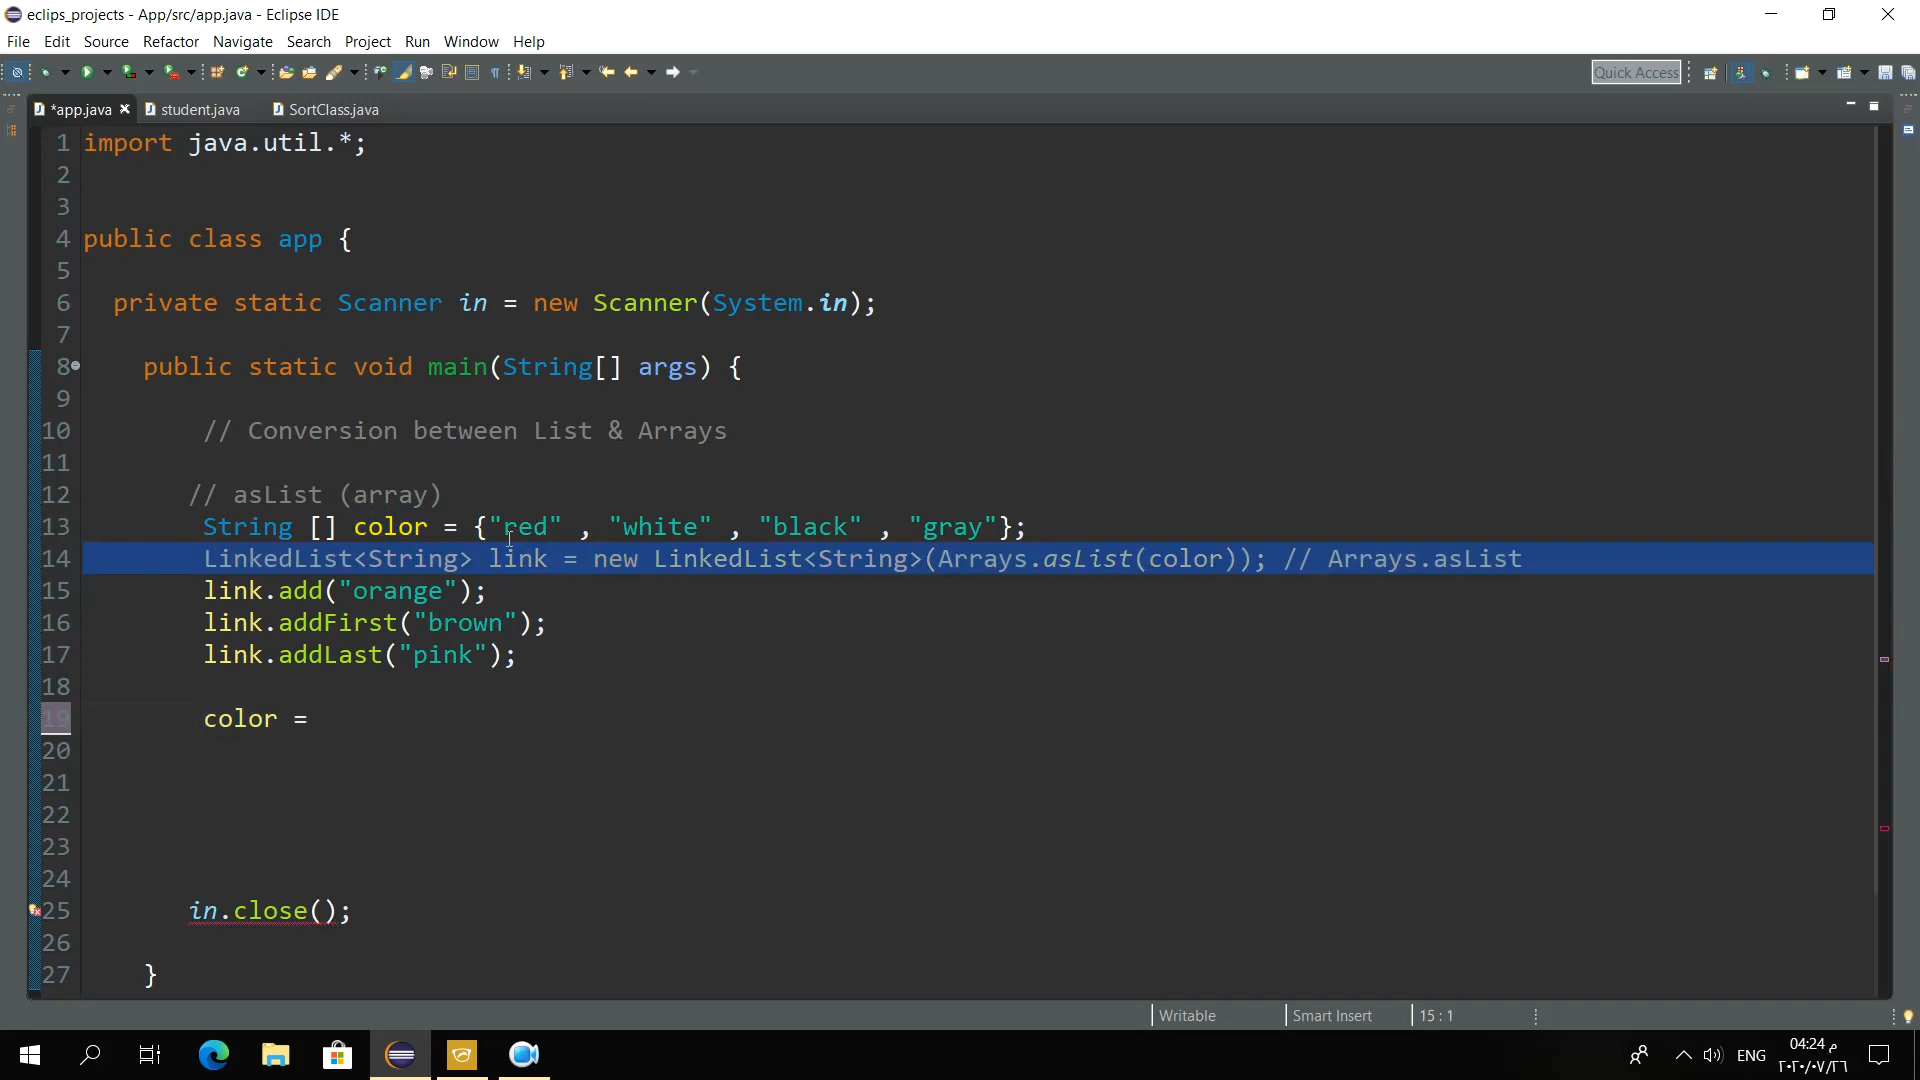 eclips_projects - App/src/app.java - Eclipse IDE
File Edit Source Refactor Navigate Search Project Run Window Help
Quick Access
*app.java student.java SortClass.java
1 import java.util.*;
2
3
4 public class app {
5
6 private static Scanner in = new Scanner(System.in);
7
8 public static void main(String[] args) {
9
10 // Conversion between List & Arrays
11
12 // asList (array)
13 String [] color = {"red" , "white" , "black" , "gray"};
14 LinkedList<String> link = new LinkedList<String>(Arrays.asList(color)); // Arrays.asList
15 link.add("orange");
16 link.addFirst("brown");
17 link.addLast("pink");
18
19 color =
20
21
22
23
24
25 in.close();
26
27 }
Writable Smart Insert 15 : 1
ENG
04:24 م
٢٠٢٠/٠٧/٢٦